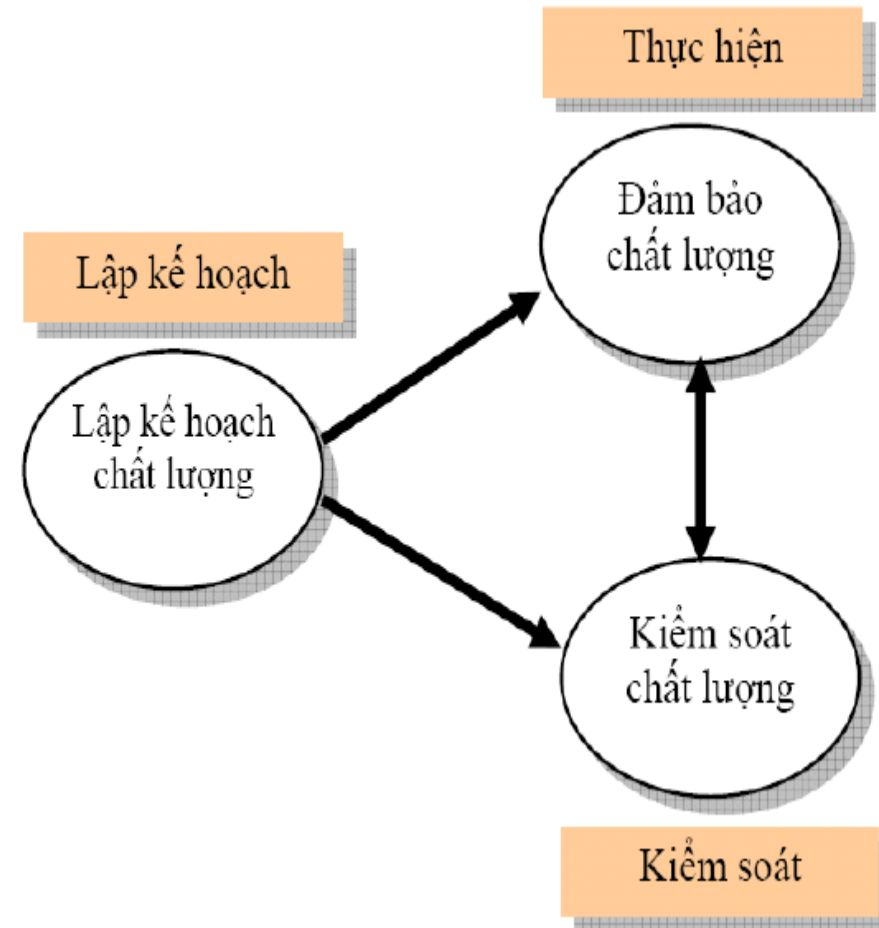 Thực hiện
Đảm bảo
chất lượng
Lập kế hoạch
Lập kế hoạch
chất lượng
Kiểm soát
chất lượng
Kiểm soát